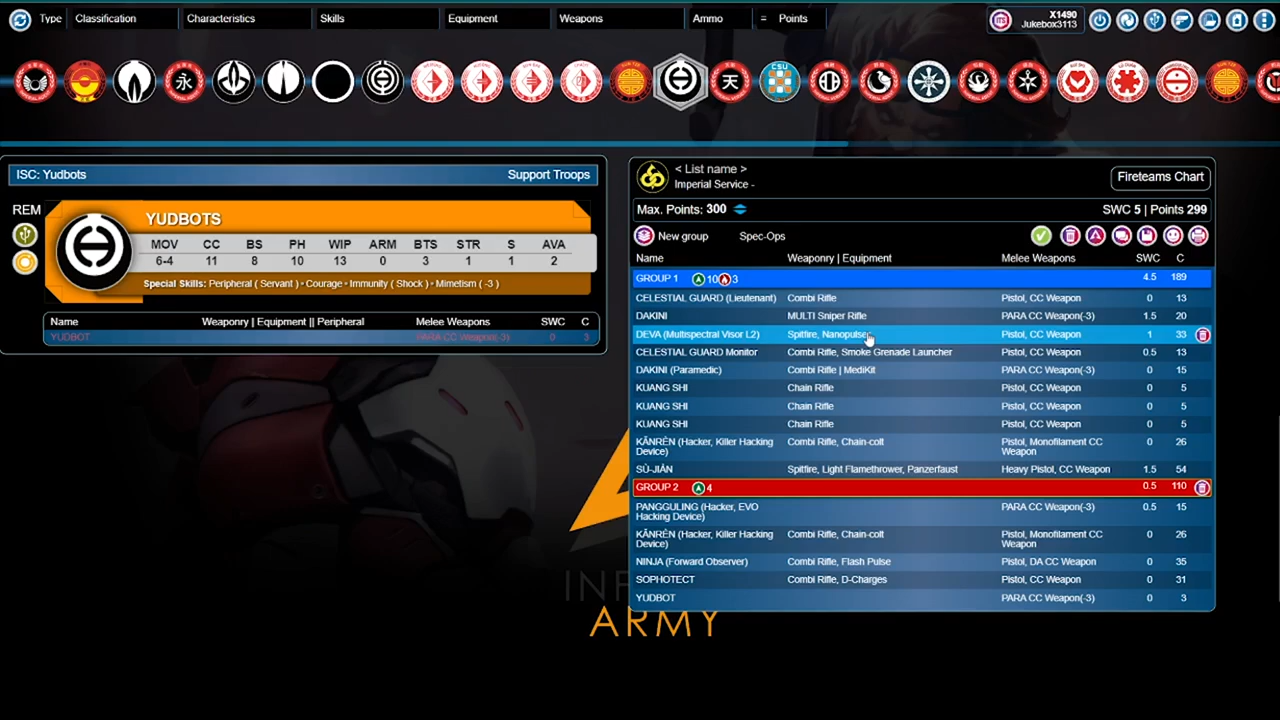 Type Classification Characteristics Skills Equipment Weapons Ammo = Points
X1490
Jukebox3113
ISC: Yudbots Support Troops
REM
YUDBOTS
MOV CC BS PH WIP ARM BTS STR S AVA
6-4 11 8 10 13 0 3 1 1 2
Special Skills: Peripheral ( Servant ) • Courage • Immunity ( Shock ) • Mimetism ( -3 )
Name Weaponry | Equipment || Peripheral Melee Weapons SWC C
YUDBOT PARA CC Weapon(-3) 0 3
< List name >
Imperial Service -
Fireteams Chart
Max. Points: 300 SWC 5 | Points 299
New group Spec-Ops
Name Weaponry | Equipment Melee Weapons SWC C
GROUP 1 10 3 4.5 189
CELESTIAL GUARD (Lieutenant) Combi Rifle Pistol, CC Weapon 0 13
DAKINI MULTI Sniper Rifle PARA CC Weapon(-3) 1.5 20
DEVA (Multispectral Visor L2) Spitfire, Nanopulser Pistol, CC Weapon 1 33
CELESTIAL GUARD Monitor Combi Rifle, Smoke Grenade Launcher Pistol, CC Weapon 0.5 13
DAKINI (Paramedic) Combi Rifle | MediKit PARA CC Weapon(-3) 0 15
KUANG SHI Chain Rifle Pistol, CC Weapon 0 5
KUANG SHI Chain Rifle Pistol, CC Weapon 0 5
KUANG SHI Chain Rifle Pistol, CC Weapon 0 5
KĀNRÈN (Hacker, Killer Hacking Combi Rifle, Chain-colt Pistol, Monofilament CC 0 26
Device) Weapon
SÙ-JIÀN Spitfire, Light Flamethrower, Panzerfaust Heavy Pistol, CC Weapon 1.5 54
GROUP 2 4 0.5 110
PANGGULING (Hacker, EVO PARA CC Weapon(-3) 0.5 15
Hacking Device)
KĀNRÈN (Hacker, Killer Hacking Combi Rifle, Chain-colt Pistol, Monofilament CC 0 26
Device) Weapon
NINJA (Forward Observer) Combi Rifle, Flash Pulse Pistol, DA CC Weapon 0 35
SOPHOTECT Combi Rifle, D-Charges Pistol, CC Weapon 0 31
YUDBOT PARA CC Weapon(-3) 0 3
INF
ARMY